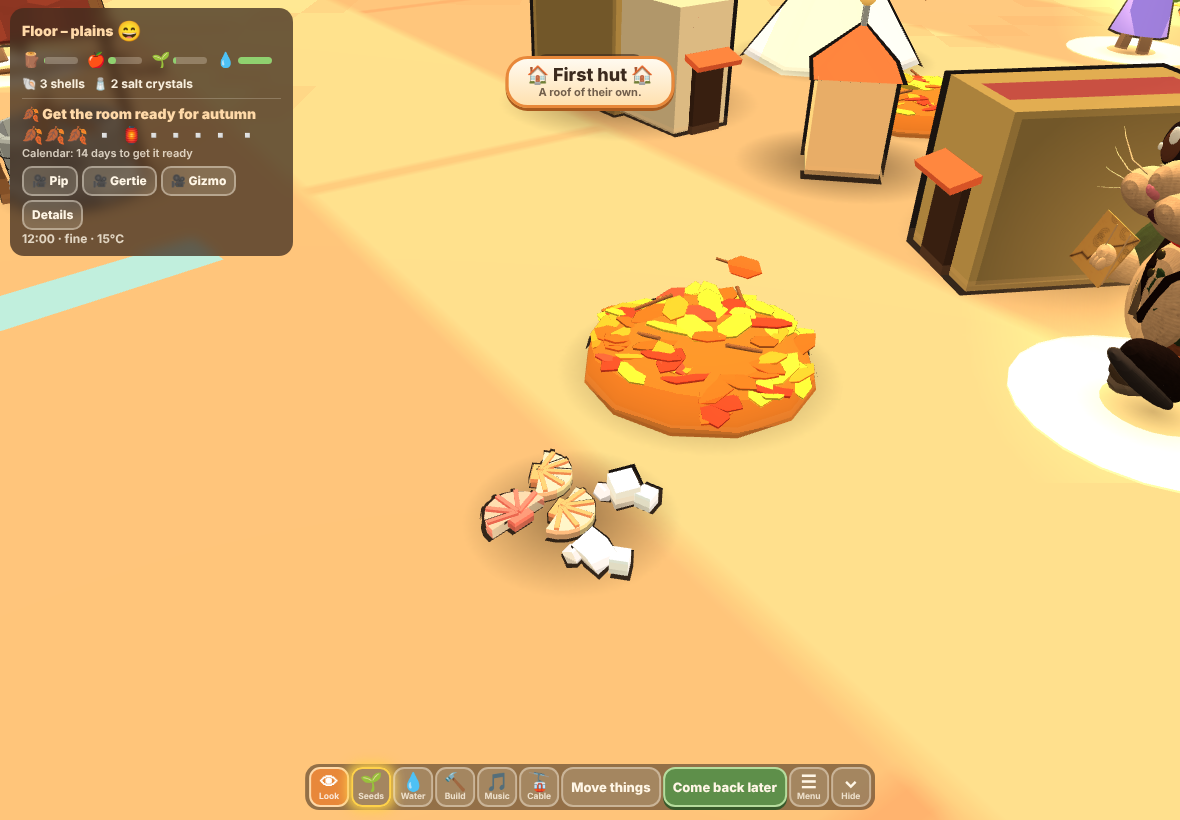 Floor – plains
3 shells 2 salt crystals
Get the room ready for autumn
Calendar: 14 days to get it ready
Pip
Gertie
Gizmo
Details
12:00 · fine · 15°C
First hut
A roof of their own.
Look
Seeds
Water
Build
Music
Cable
Move things
Come back later
Menu
Hide